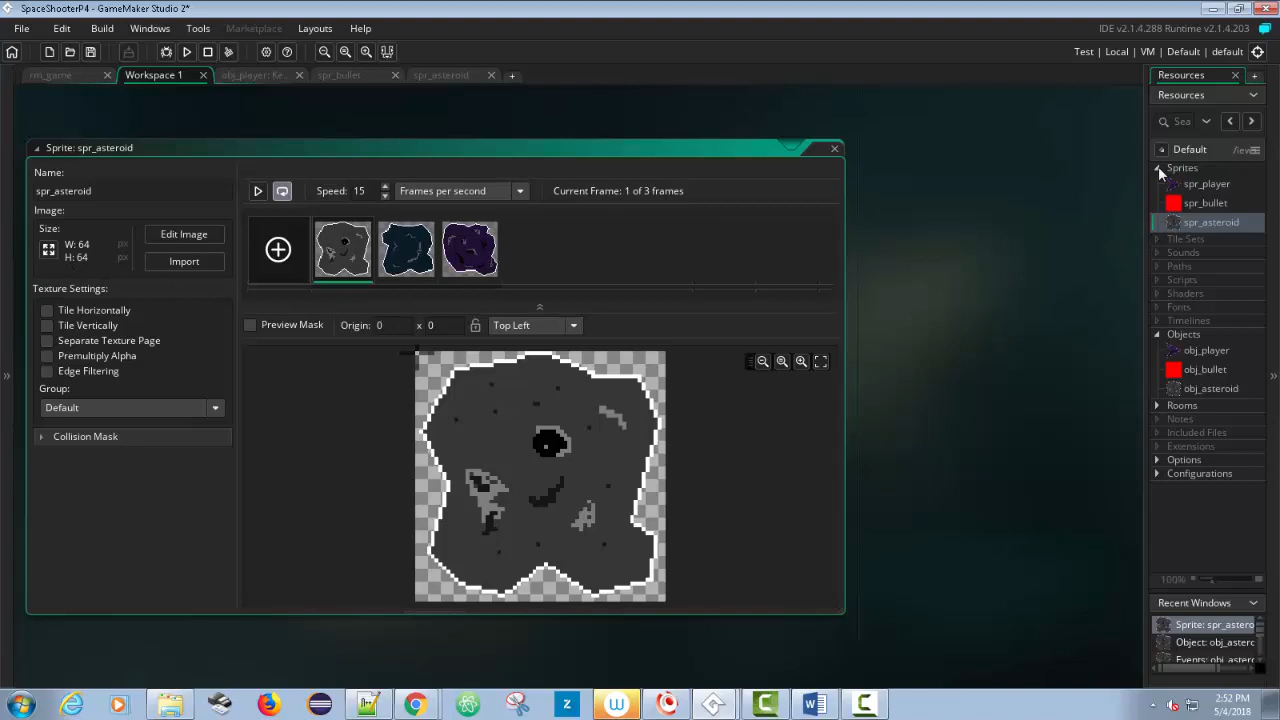 SpaceShooterP4 - GameMaker Studio 2*
File Edit Build Windows Tools Marketplace Layouts Help
IDE v2.1.4.288 Runtime v2.1.4.203
Test | Local | VM | Default | default
rm_game Workspace 1 obj_player: Ke... spr_bullet spr_asteroid
Resources
Resources
Sea
Default
Sprites
spr_player
spr_bullet
spr_asteroid
Tile Sets
Sounds
Paths
Scripts
Shaders
Fonts
Timelines
Objects
obj_player
obj_bullet
obj_asteroid
Rooms
Notes
Included Files
Extensions
Options
Configurations
100%
Recent Windows
Sprite: spr_astero
Object: obj_asterc
Events: obj_asterc
Sprite: spr_asteroid
Name:
spr_asteroid
Image:
Size:
W: 64 px
H: 64 px
Edit Image
Import
Texture Settings:
Tile Horizontally
Tile Vertically
Separate Texture Page
Premultiply Alpha
Edge Filtering
Group:
Default
Collision Mask
Speed: 15 Frames per second Current Frame: 1 of 3 frames
Preview Mask Origin: 0 x 0 Top Left
2:52 PM
5/4/2018